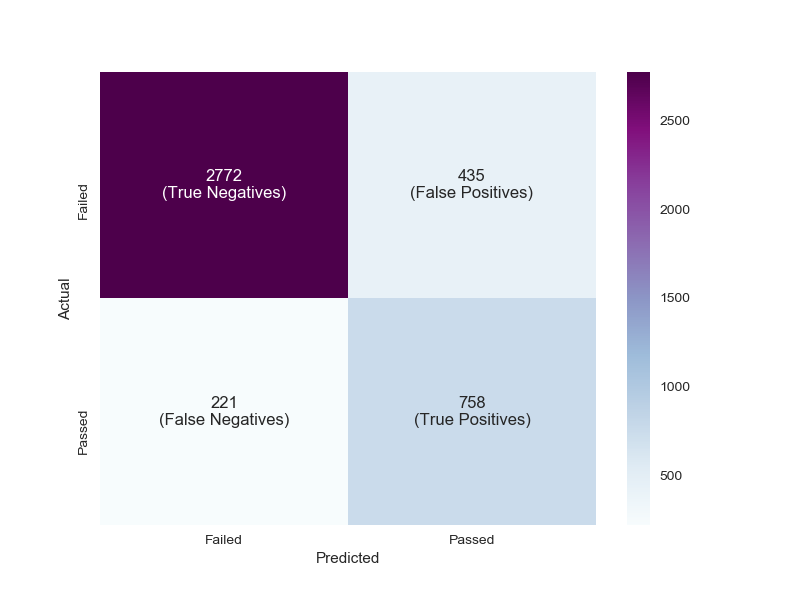 2772
(True Negatives)
435
(False Positives)
221
(False Negatives)
758
(True Positives)
Failed
Passed
Actual
Failed
Passed
Predicted
2500
2000
1500
1000
500